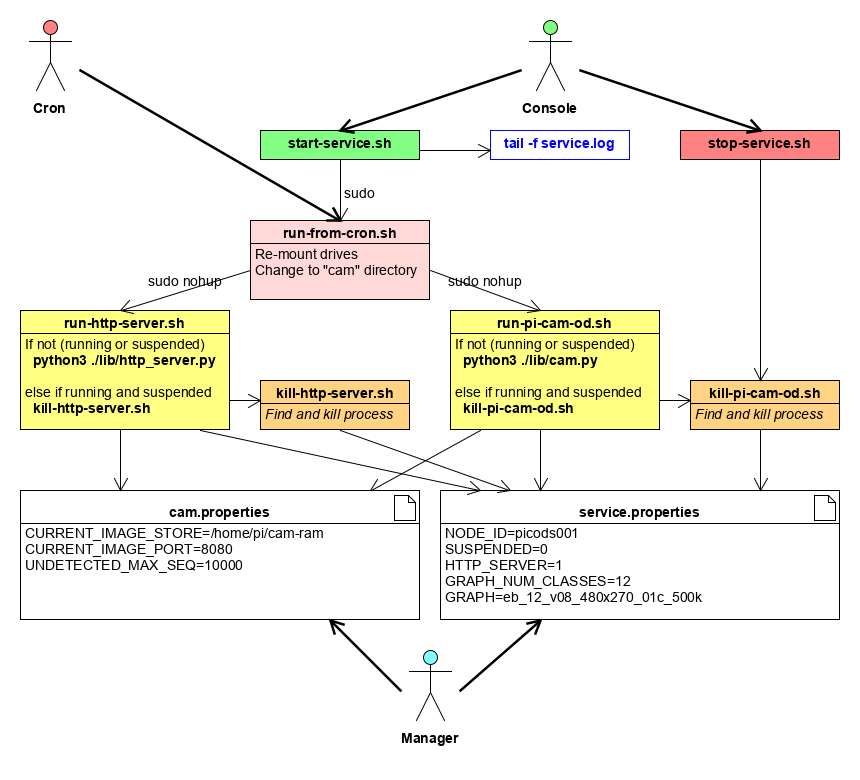 Cron
Console
start-service.sh
tail -f service.log
stop-service.sh
sudo
run-from-cron.sh
Re-mount drives
Change to "cam" directory
sudo nohup
sudo nohup
run-http-server.sh
If not (running or suspended)
python3 ./lib/http_server.py
else if running and suspended
kill-http-server.sh
kill-http-server.sh
Find and kill process
run-pi-cam-od.sh
If not (running or suspended)
python3 ./lib/cam.py
else if running and suspended
kill-pi-cam-od.sh
kill-pi-cam-od.sh
Find and kill process
cam.properties
CURRENT_IMAGE_STORE=/home/pi/cam-ram
CURRENT_IMAGE_PORT=8080
UNDETECTED_MAX_SEQ=10000
service.properties
NODE_ID=picods001
SUSPENDED=0
HTTP_SERVER=1
GRAPH_NUM_CLASSES=12
GRAPH=eb_12_v08_480x270_01c_500k
Manager